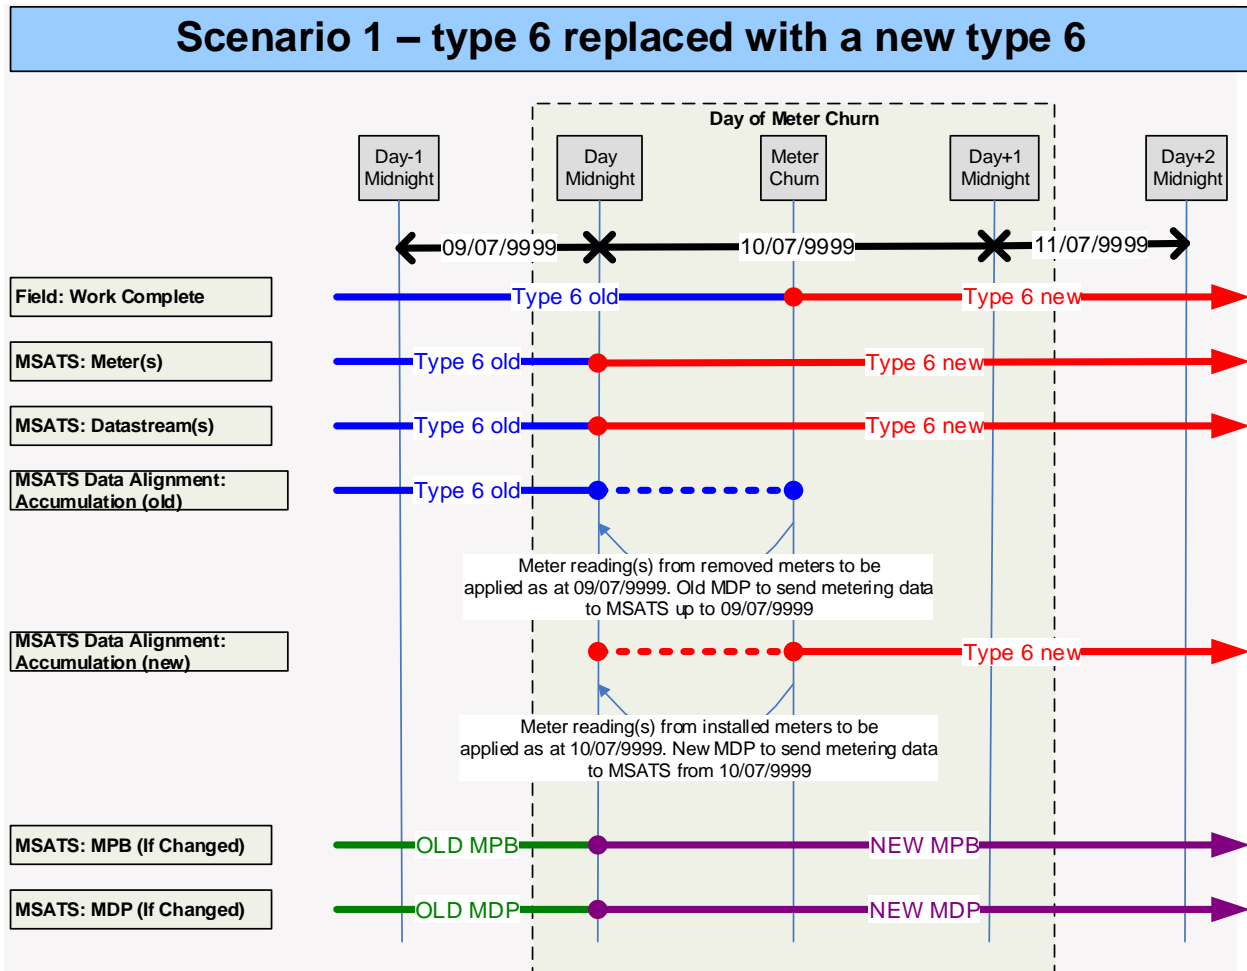 Scenario 1 – type 6 replaced with a new type 6
Day of Meter Churn
Day-1
Midnight
Day
Midnight
Meter
Churn
Day+1
Midnight
Day+2
Midnight
09/07/9999
10/07/9999
11/07/9999
Field: Work Complete
Type 6 old
Type 6 new
MSATS: Meter(s)
Type 6 old
Type 6 new
MSATS: Datastream(s)
Type 6 old
Type 6 new
MSATS Data Alignment:
Accumulation (old)
Type 6 old
Meter reading(s) from removed meters to be
applied as at 09/07/9999. Old MDP to send metering data
to MSATS up to 09/07/9999
MSATS Data Alignment:
Accumulation (new)
Type 6 new
Meter reading(s) from installed meters to be
applied as at 10/07/9999. New MDP to send metering data
to MSATS from 10/07/9999
MSATS: MPB (If Changed)
OLD MPB
NEW MPB
MSATS: MDP (If Changed)
OLD MDP
NEW MDP